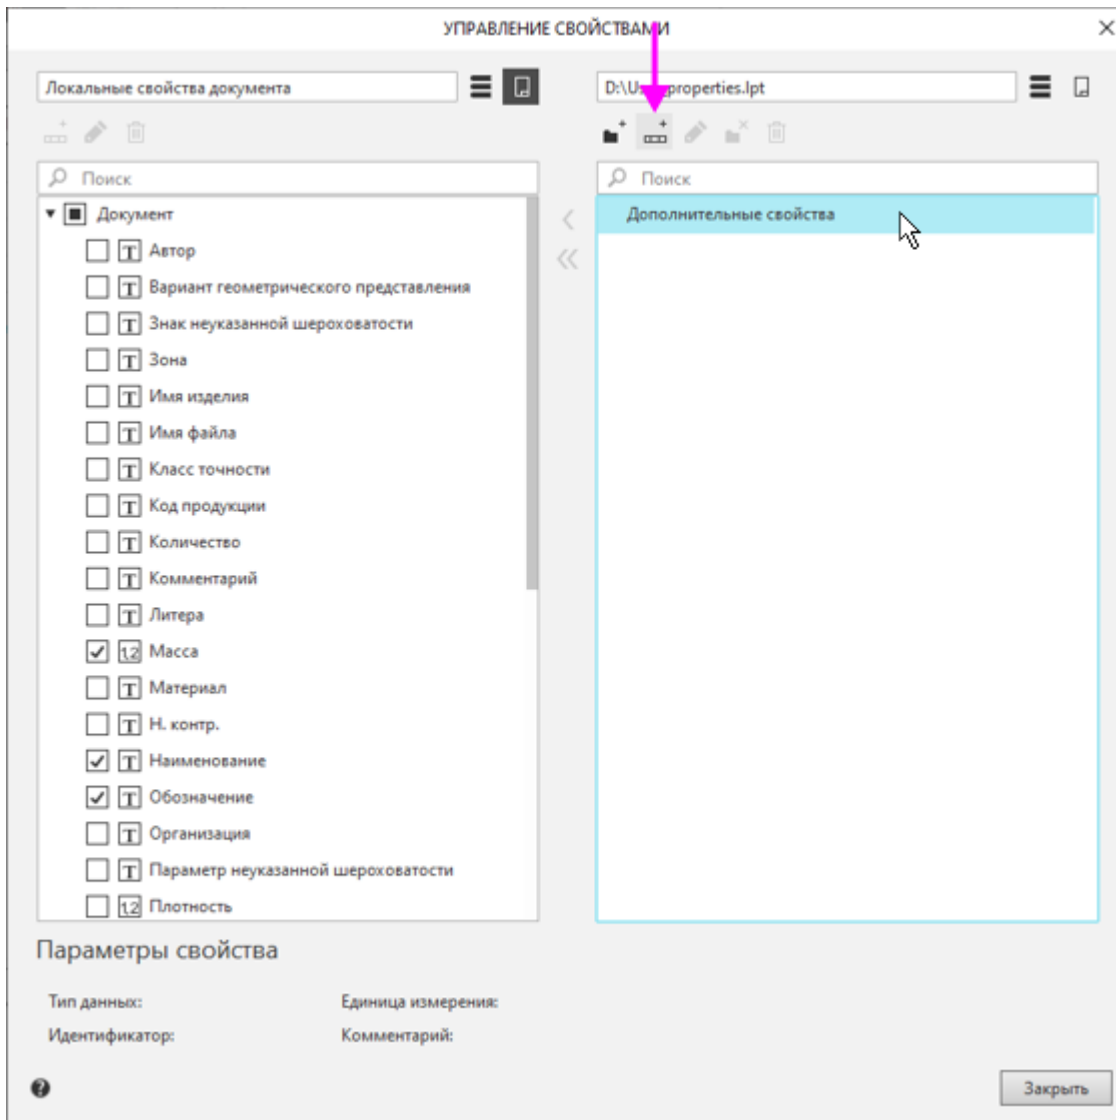 УПРАВЛЕНИЕ СВОЙСТВАМИ
Локальные свойства документа
D:\Us properties.lpt
Поиск
Поиск
Документ
Дополнительные свойства
T Автор
T Вариант геометрического представления
T Знак неуказанной шероховатости
T Зона
T Имя изделия
T Имя файла
T Класс точности
T Код продукции
T Количество
T Комментарий
T Литера
1,2 Масса
T Материал
T Н. контр.
T Наименование
T Обозначение
T Организация
T Параметр неуказанной шероховатости
1,2 Плотность
Параметры свойства
Тип данных: Единица измерения:
Идентификатор: Комментарий:
Закрыть